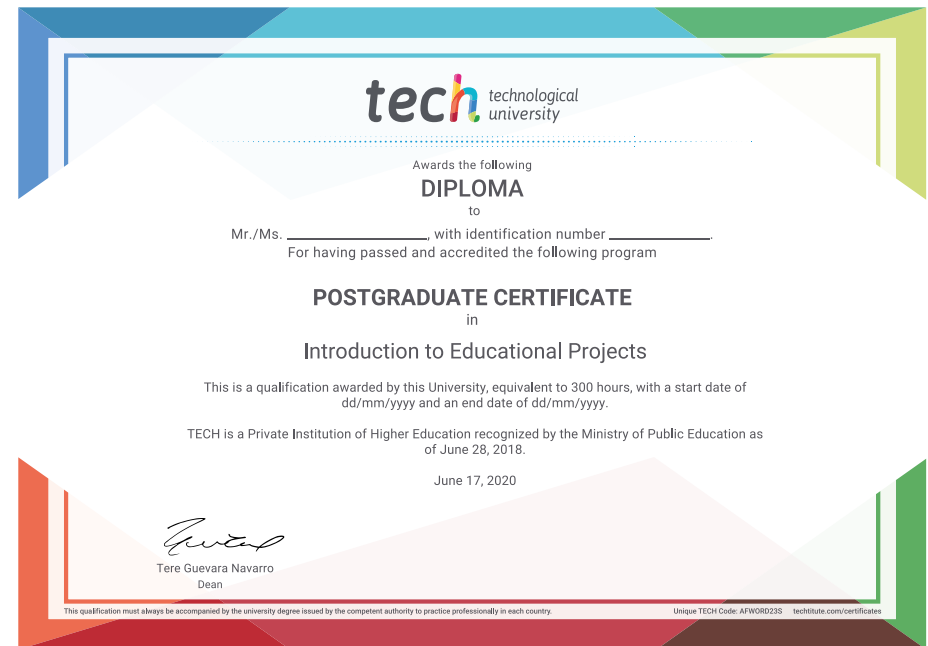 tech technological
university
Awards the following
DIPLOMA
to
Mr./Ms. _________________, with identification number ____________.
For having passed and accredited the following program
POSTGRADUATE CERTIFICATE
in
Introduction to Educational Projects
This is a qualification awarded by this University, equivalent to 300 hours, with a start date of
dd/mm/yyyy and an end date of dd/mm/yyyy.
TECH is a Private Institution of Higher Education recognized by the Ministry of Public Education as
of June 28, 2018.
June 17, 2020
Tere Guevara Navarro
Dean
This qualification must always be accompanied by the university degree issued by the competent authority to practice professionally in each country. Unique TECH Code: AFWORD23S techtitute.com/certificates